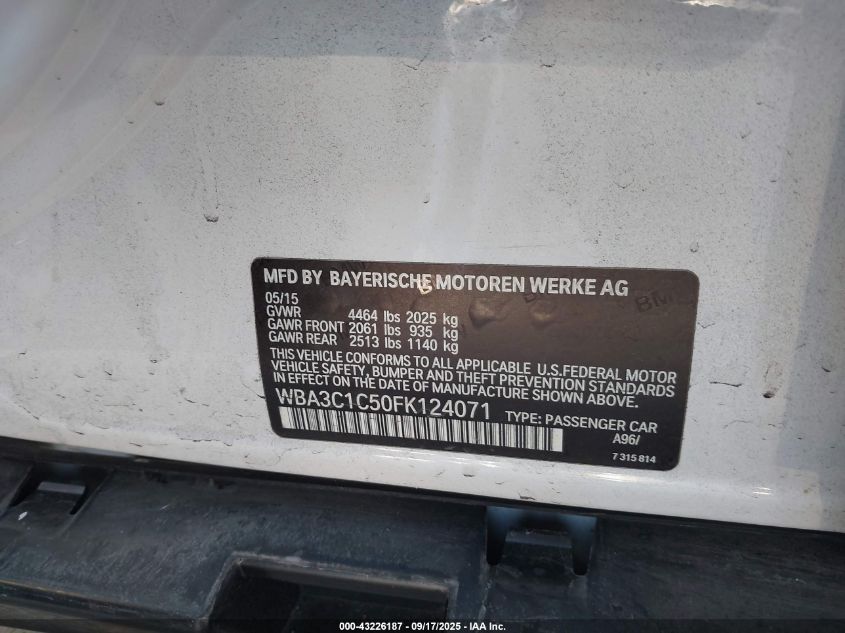 MFD BY BAYERISCHE MOTOREN WERKE AG
05/15
GVWR 4464 lbs 2025 kg
GAWR FRONT 2061 lbs 935 kg
GAWR REAR 2513 lbs 1140 kg
THIS VEHICLE CONFORMS TO ALL APPLICABLE U.S.FEDERAL MOTOR
VEHICLE SAFETY, BUMPER AND THEFT PREVENTION STANDARDS
IN EFFECT ON THE DATE OF MANUFACTURE SHOWN ABOVE.
WBA3C1C50FK124071 TYPE: PASSENGER CAR
A96/
7 315 814
000-43226187 - 09/17/2025 - IAAI.COM